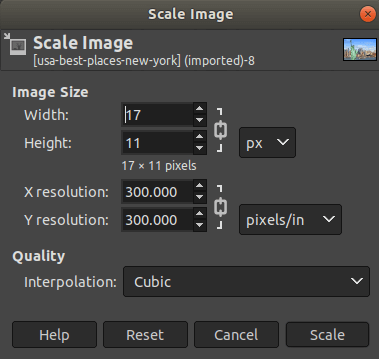 Scale Image
Scale Image
[usa-best-places-new-york] (imported)-8
Image Size
Width: 17
Height: 11 px
17 × 11 pixels
X resolution: 300.000
Y resolution: 300.000 pixels/in
Quality
Interpolation: Cubic
Help Reset Cancel Scale